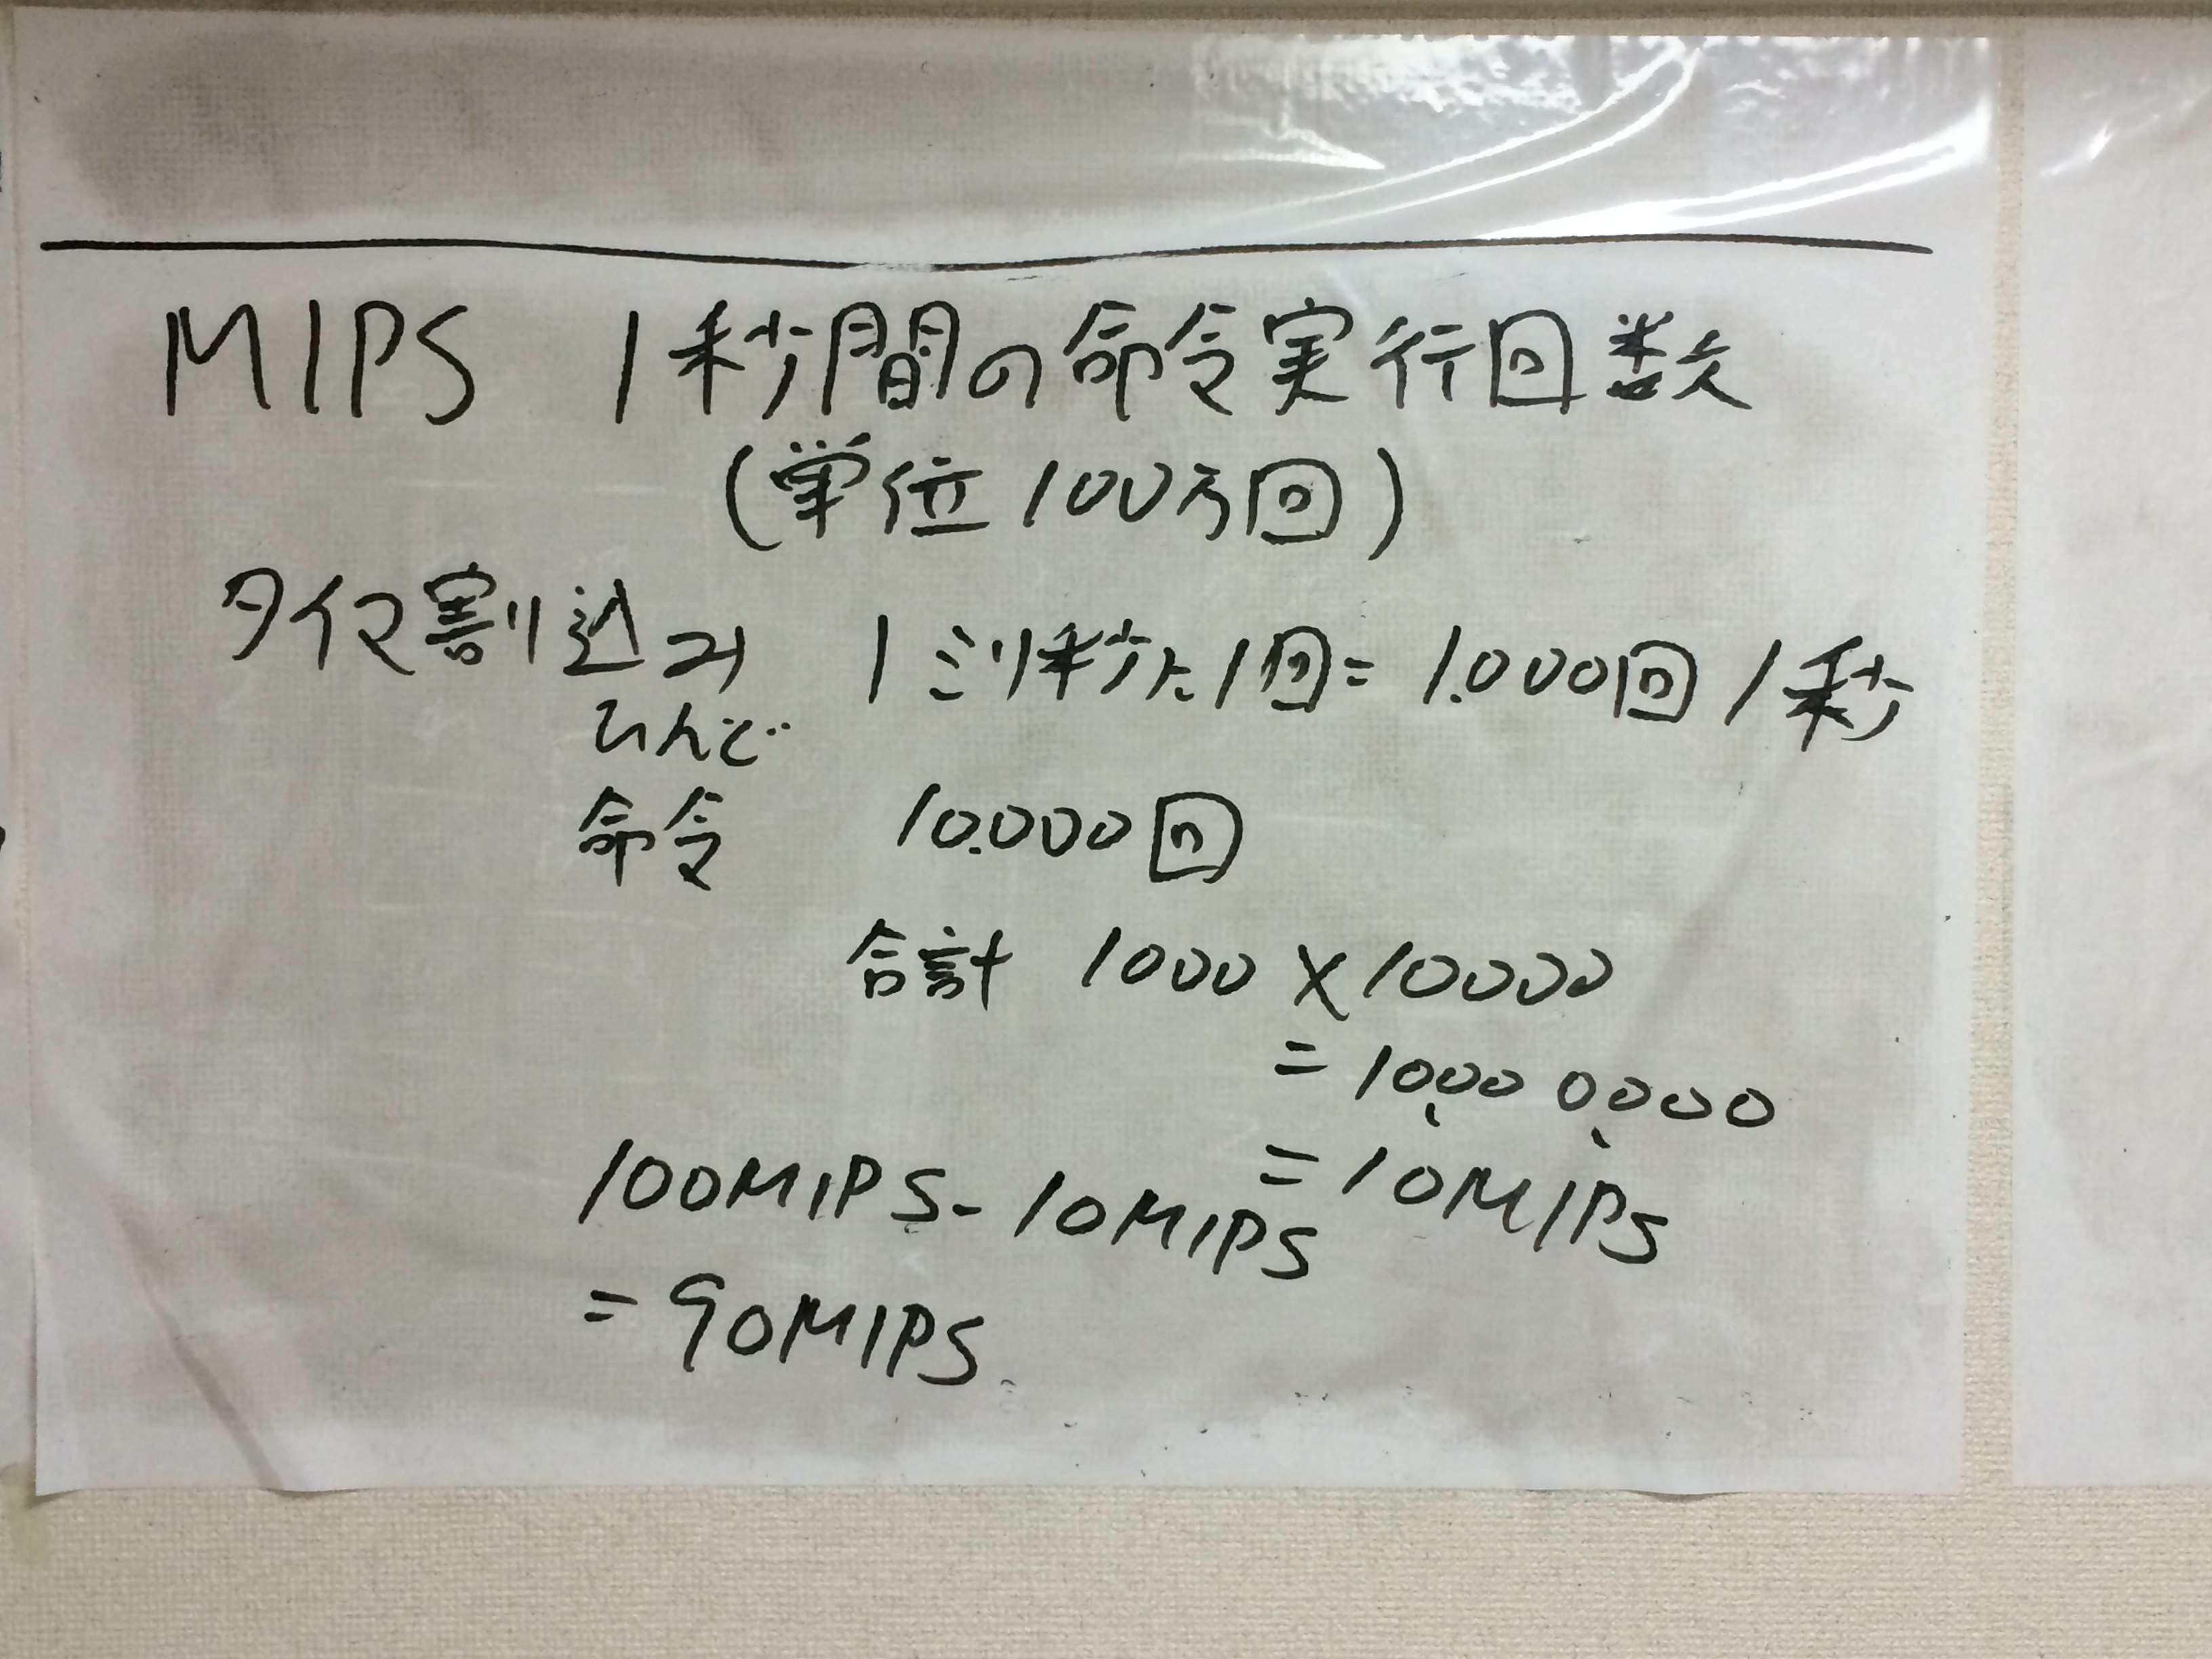 MIPS 1秒間の命令実行回数
(単位100万回)
タイマ割込み 1ミリ秒に1回=1.000回/秒
ひんど
命令 10.000回
合計 1000×10000
=10,000,000
=10MIPS
100MIPS-10MIPS
=90MIPS